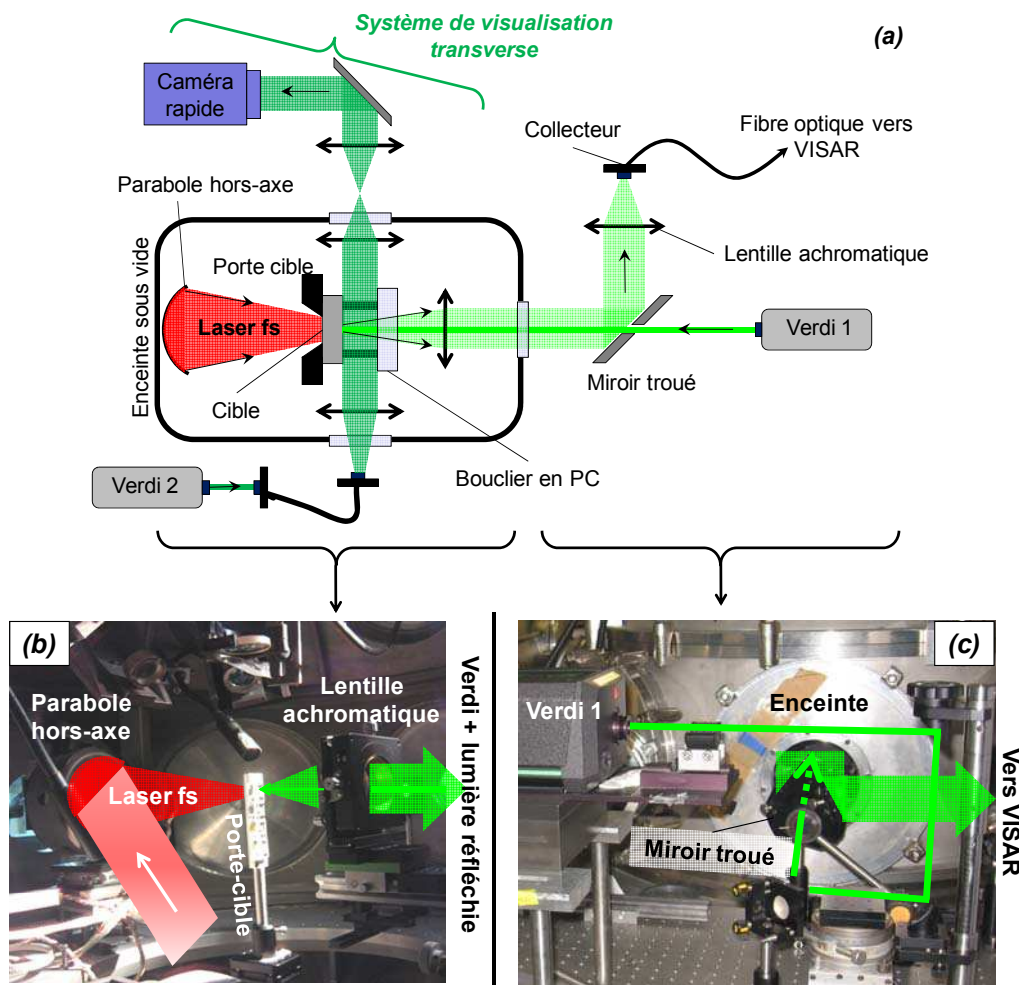 Système de visualisation
transverse
(a)
Caméra
rapide
Collecteur
Fibre optique vers
VISAR
Parabole hors-axe
Lentille
achromatique
Enceinte sous vide
Porte cible
Laser fs
Verdi 1
Miroir troué
Cible
Bouclier en PC
Verdi 2
(b)
Parabole
hors-axe
Lentille
achromatique
Laser fs
Porte-cible
Verdi + lumière réfléchie
(c)
Verdi 1
Enceinte
Miroir troué
Vers VISAR